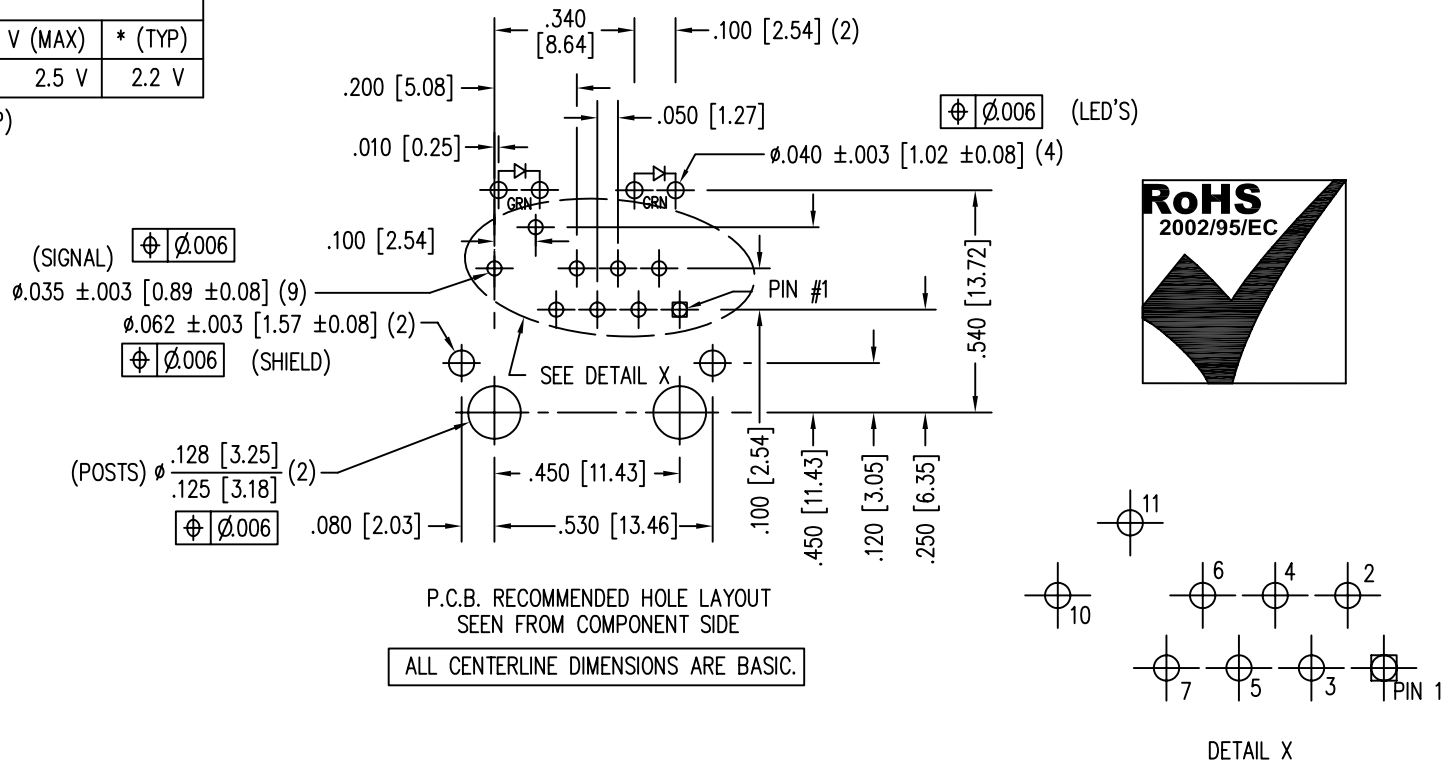 V (MAX) * (TYP)
2.5 V 2.2 V
P)
.340
[8.64]
.100 [2.54] (2)
.200 [5.08]
.050 [1.27]
⌖ Ø.006 (LED'S)
.010 [0.25]
Ø.040 ±.003 [1.02 ±0.08] (4)
GRN
GRN
.100 [2.54]
(SIGNAL) ⌖ Ø.006
Ø.035 ±.003 [0.89 ±0.08] (9)
PIN #1
Ø.062 ±.003 [1.57 ±0.08] (2)
⌖ Ø.006 (SHIELD)
SEE DETAIL X
.540 [13.72]
(POSTS) Ø .128 [3.25] (2)
.125 [3.18]
⌖ Ø.006
.450 [11.43]
.080 [2.03]
.530 [13.46]
.100 [2.54]
.450 [11.43]
.120 [3.05]
.250 [6.35]
P.C.B. RECOMMENDED HOLE LAYOUT
SEEN FROM COMPONENT SIDE
ALL CENTERLINE DIMENSIONS ARE BASIC.
RoHS
2002/95/EC
11
6 4 2
10
7 5 3 PIN 1
DETAIL X